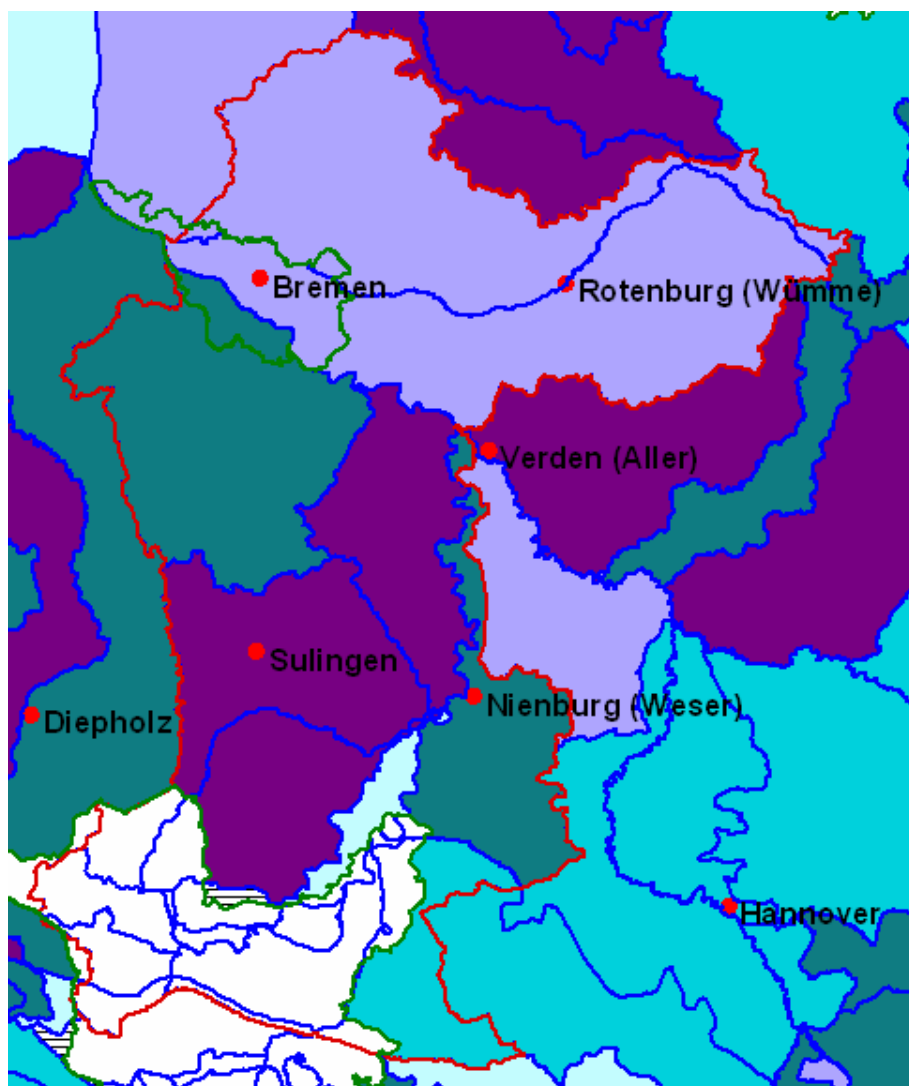 Bremen
Rotenburg (Wümme)
Verden (Aller)
Sulingen
Nienburg (Weser)
Diepholz
Hannover